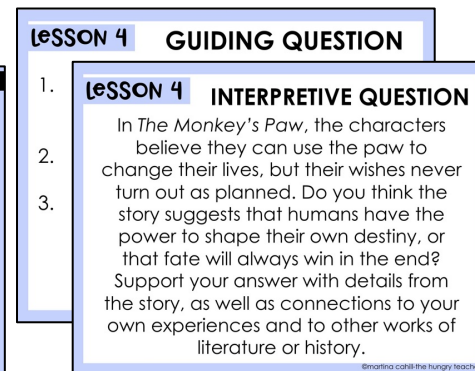 LESSON 4 GUIDING QUESTION
1.
2.
3.
LESSON 4 INTERPRETIVE QUESTION
In The Monkey's Paw, the characters
believe they can use the paw to
change their lives, but their wishes never
turn out as planned. Do you think the
story suggests that humans have the
power to shape their own destiny, or
that fate will always win in the end?
Support your answer with details from
the story, as well as connections to your
own experiences and to other works of
literature or history.
©martina cahill-the hungry teach